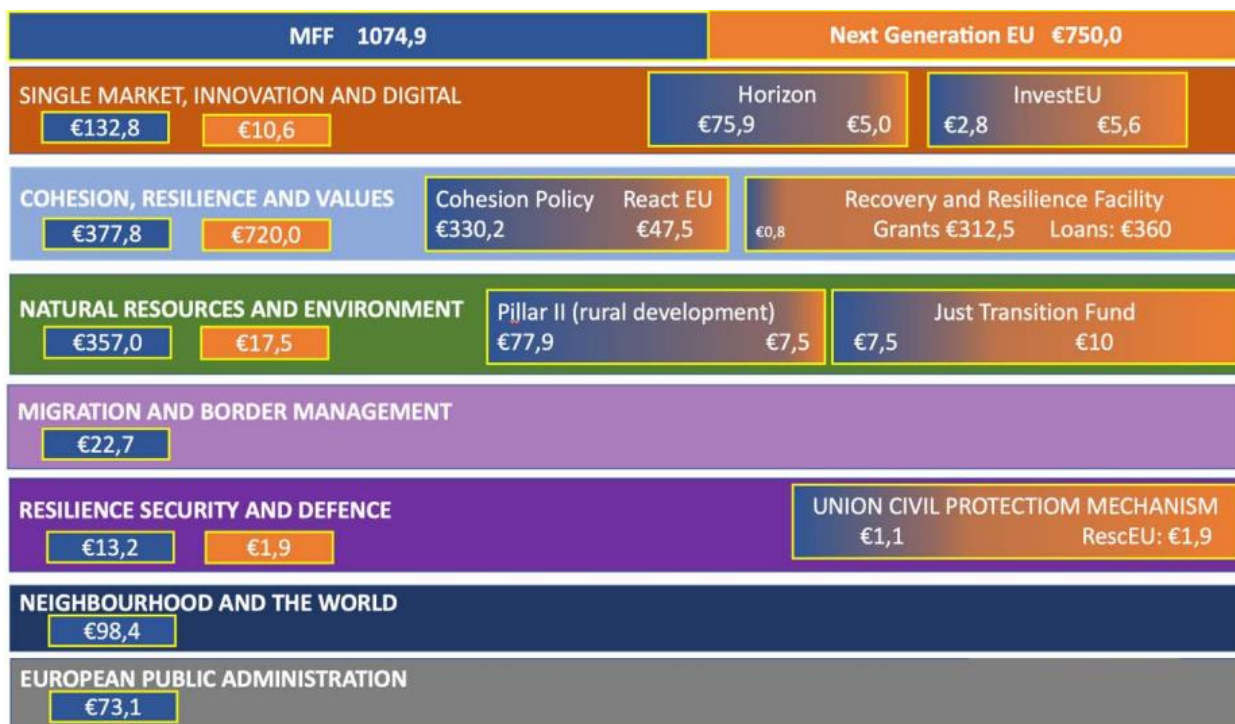 MFF 1074,9
Next Generation EU €750,0
SINGLE MARKET, INNOVATION AND DIGITAL
€132,8 €10,6
Horizon
€75,9 €5,0
InvestEU
€2,8 €5,6
COHESION, RESILIENCE AND VALUES
€377,8 €720,0
Cohesion Policy React EU
€330,2 €47,5
Recovery and Resilience Facility
€0,8 Grants €312,5 Loans: €360
NATURAL RESOURCES AND ENVIRONMENT
€357,0 €17,5
Pillar II (rural development)
€77,9 €7,5
Just Transition Fund
€7,5 €10
MIGRATION AND BORDER MANAGEMENT
€22,7
RESILIENCE SECURITY AND DEFENCE
€13,2 €1,9
UNION CIVIL PROTECTIOM MECHANISM
€1,1 RescEU: €1,9
NEIGHBOURHOOD AND THE WORLD
€98,4
EUROPEAN PUBLIC ADMINISTRATION
€73,1